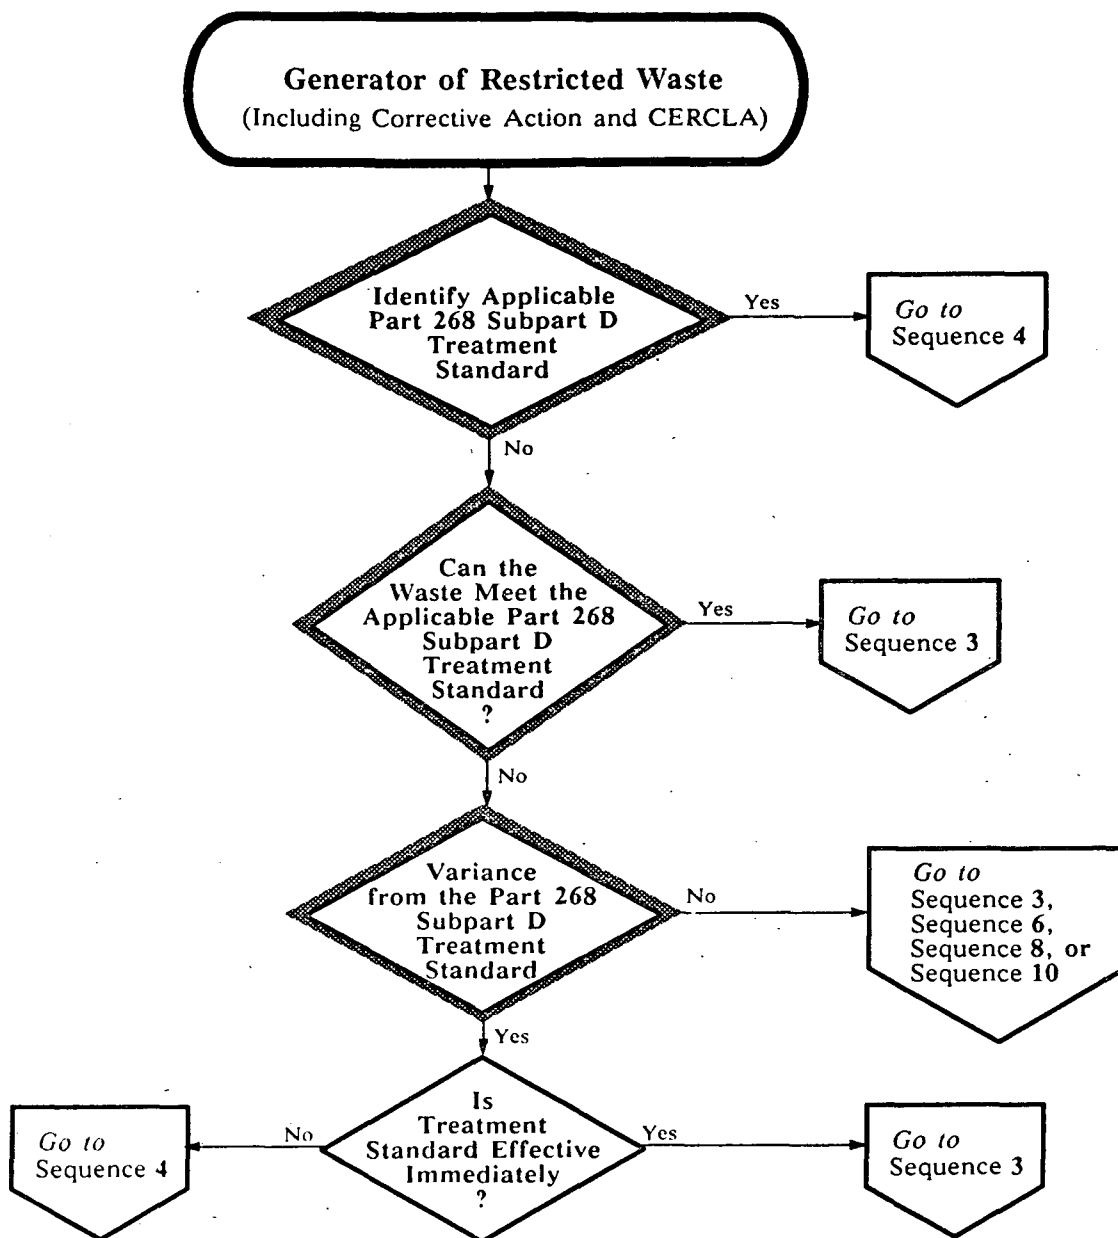 Generator of Restricted Waste
(Including Corrective Action and CERCLA)
Identify Applicable
Part 268 Subpart D
Treatment
Standard
Yes
Go to
Sequence 4
No
Can the
Waste Meet the
Applicable Part 268
Subpart D
Treatment
Standard
?
Yes
Go to
Sequence 3
No
Variance
from the Part 268
Subpart D
Treatment
Standard
No
Go to
Sequence 3,
Sequence 6,
Sequence 8, or
Sequence 10
Yes
Is
Treatment
Standard Effective
Immediately
?
No
Go to
Sequence 4
Yes
Go to
Sequence 3